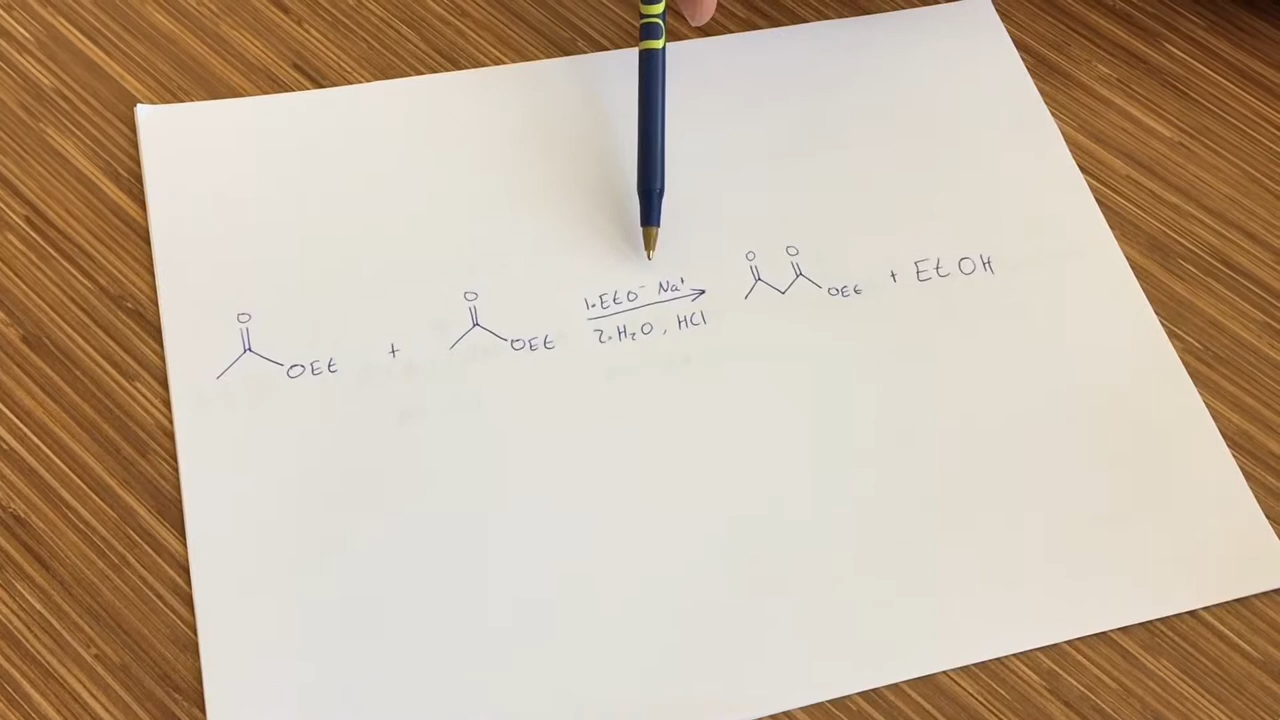 O O
1. EtO⁻ Na⁺
O O
+ EtOH
OEt
+
OEt
2. H₂O, HCl
OEt